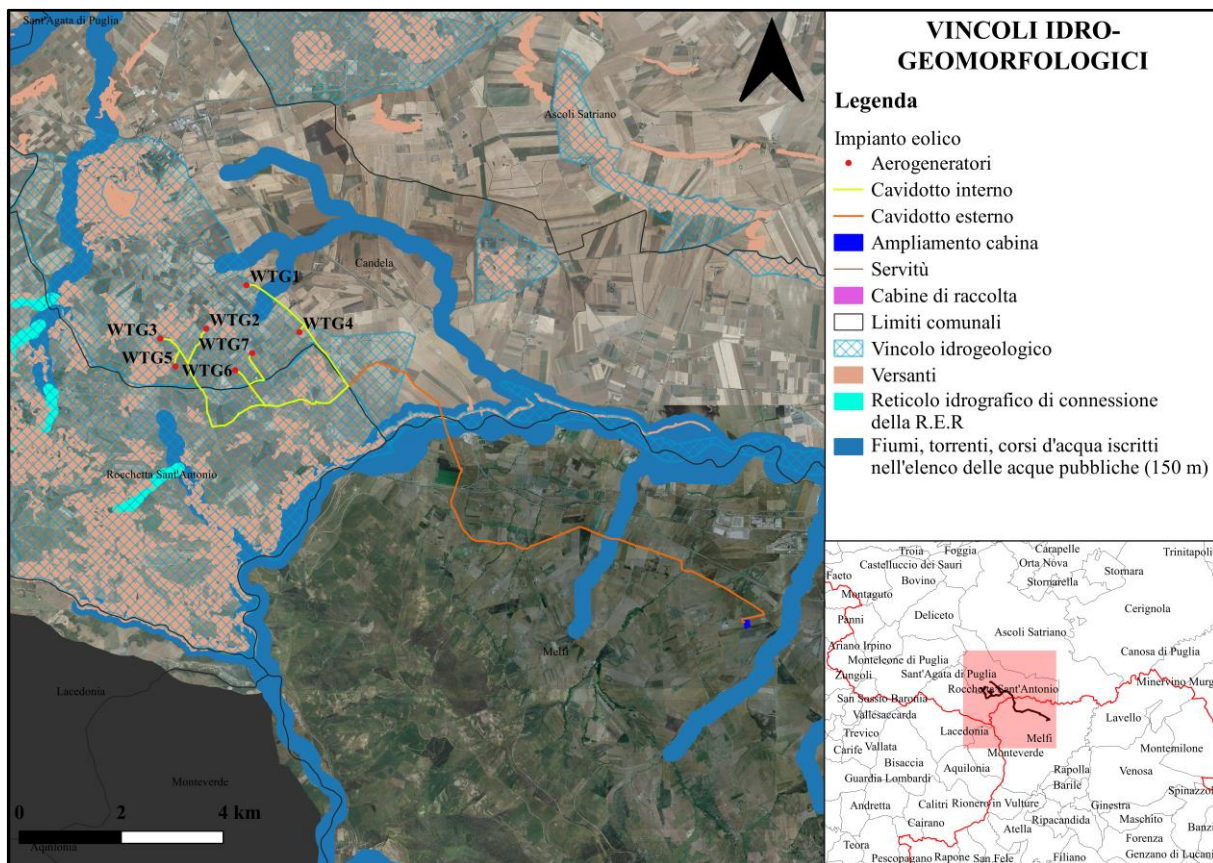 VINCOLI IDRO-
GEOMORFOLOGICI
Legenda
Impianto eolico
Aerogeneratori
Cavidotto interno
Cavidotto esterno
Ampliamento cabina
Servitù
Cabine di raccolta
Limiti comunali
Vincolo idrogeologico
Versanti
Reticolo idrografico di connessione
della R.E.R
Fiumi, torrenti, corsi d'acqua iscritti
nell'elenco delle acque pubbliche (150 m)
Sant'Agata di Puglia
Ascoli Satriano
Candela
WTG1
WTG2
WTG3
WTG4
WTG7
WTG5
WTG6
Rocchetta Sant'Antonio
Melfi
Lacedonia
Monteverde
0 2 4 km
Aquilonia
Troia
Foggia
Carapelle
Trinitapoli
Castelluccio dei Sauri
Orta Nova
Faeto
Bovino
Stornarella
Stornara
Montaguto
Cerignola
Panni
Deliceto
Ascoli Satriano
Ariano Irpino
Canosa di Puglia
Monteleone di Puglia
Zungoli
Sant'Agata di Puglia
Minervino Murg
Rocchetta Sant'Antonio
San Sossio Baronia
Vallesaccarda
Lavello
Trevico
Lacedonia
Melfi
Carife
Vallata
Monteverde
Montemilone
Bisaccia
Aquilonia
Rapolla
Venosa
Guardia Lombardi
Barile
Spinazzol
Andretta
Calitri
Rionero in Vulture
Ginestra
Cairano
Ripacandida
Maschito
Banzi
Atella
Forenza
Teora
Pescopagano
Rapone
San Fele
Filiano
Genzano di Lucani